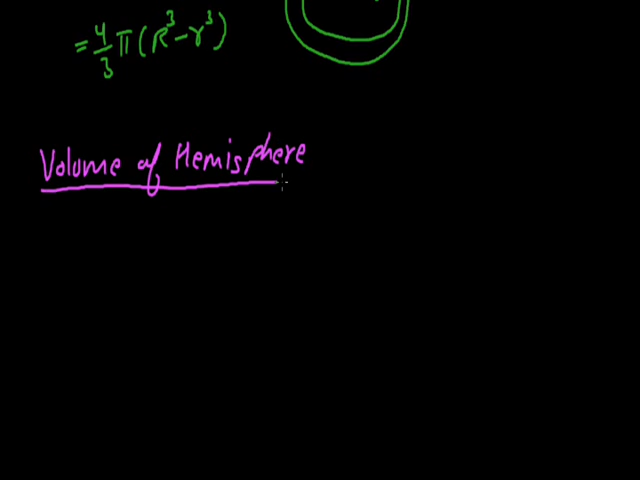 = 4/3 π (R³ - r³)
Volume of Hemisphere